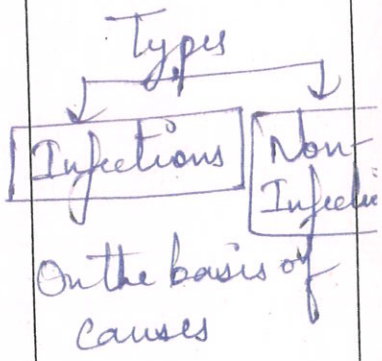 Types
Infections
Non-
Infecti
On the basis of
causes